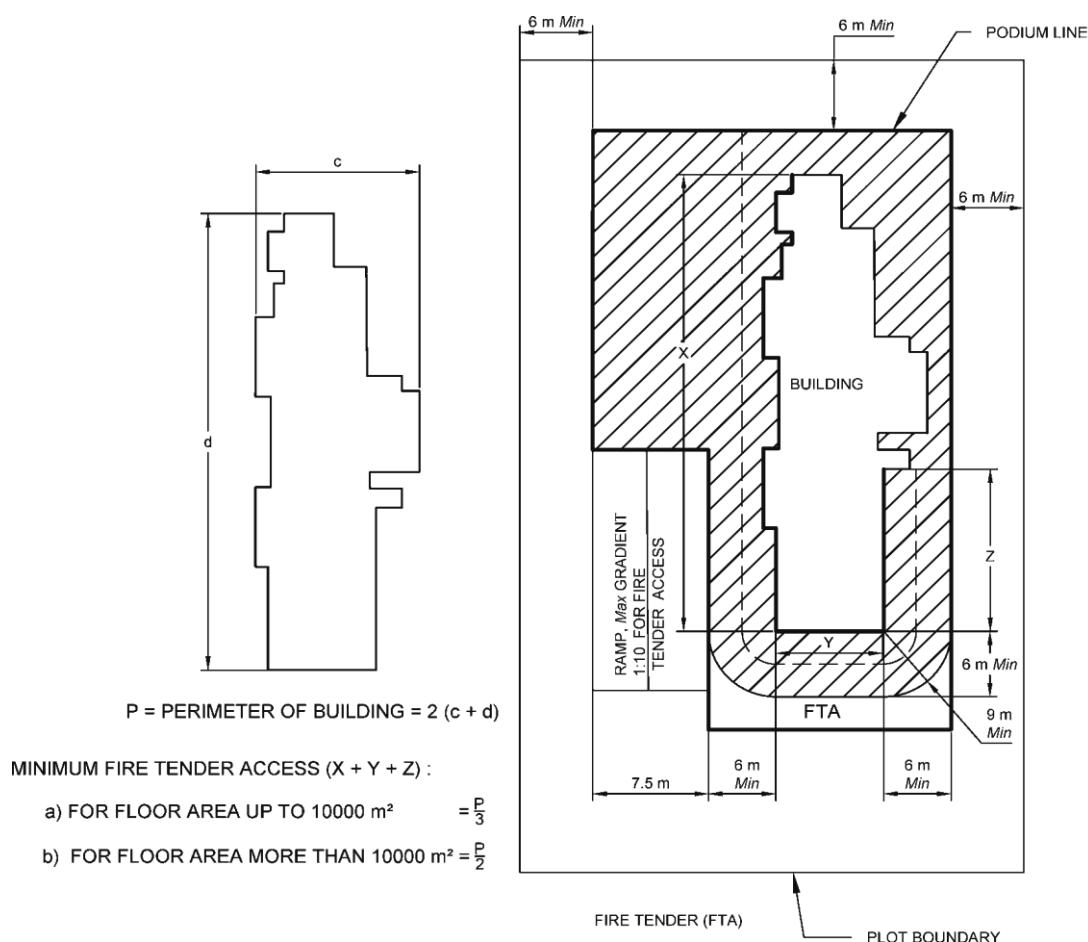 6 m Min
6 m Min
PODIUM LINE
c
6 m Min
X
d
BUILDING
RAMP, Max GRADIENT
1:10 FOR FIRE
TENDER ACCESS
Z
Y
6 m Min
P = PERIMETER OF BUILDING = 2 (c + d)
FTA
9 m
Min
MINIMUM FIRE TENDER ACCESS (X + Y + Z) :
7.5 m
6 m
Min
6 m
Min
a) FOR FLOOR AREA UP TO 10000 m² = P/3
b) FOR FLOOR AREA MORE THAN 10000 m² = P/2
FIRE TENDER (FTA)
PLOT BOUNDARY